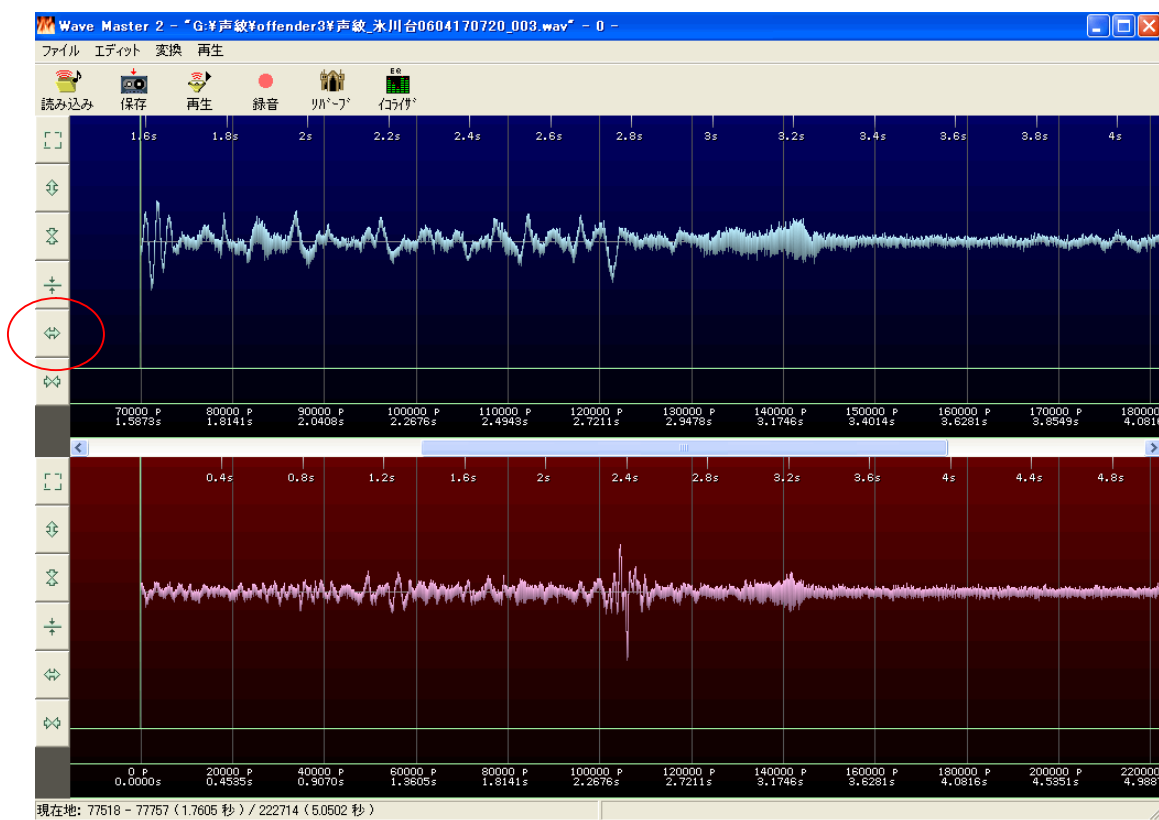 Wave Master 2 - "G:¥声紋¥offender3¥声紋_氷川台0604170720_003.wav" - 0 -
ファイル エディット 変換 再生
EQ
読み込み 保存 再生 録音 ﾘﾊﾞｰﾌﾞ ｲｺﾗｲｻﾞ
1.6s 1.8s 2s 2.2s 2.4s 2.6s 2.8s 3s 3.2s 3.4s 3.6s 3.8s 4s
70000 P 80000 P 90000 P 100000 P 110000 P 120000 P 130000 P 140000 P 150000 P 160000 P 170000 P 180000
1.5873s 1.8141s 2.0408s 2.2676s 2.4943s 2.7211s 2.9478s 3.1746s 3.4014s 3.6281s 3.8549s 4.081
0.4s 0.8s 1.2s 1.6s 2s 2.4s 2.8s 3.2s 3.6s 4s 4.4s 4.8s
0 P 20000 P 40000 P 60000 P 80000 P 100000 P 120000 P 140000 P 160000 P 180000 P 200000 P 220000
0.0000s 0.4535s 0.9070s 1.3605s 1.8141s 2.2676s 2.7211s 3.1746s 3.6281s 4.0816s 4.5351s 4.988
現在地: 77518 - 77757 ( 1.7605 秒 ) / 222714 ( 5.0502 秒 )